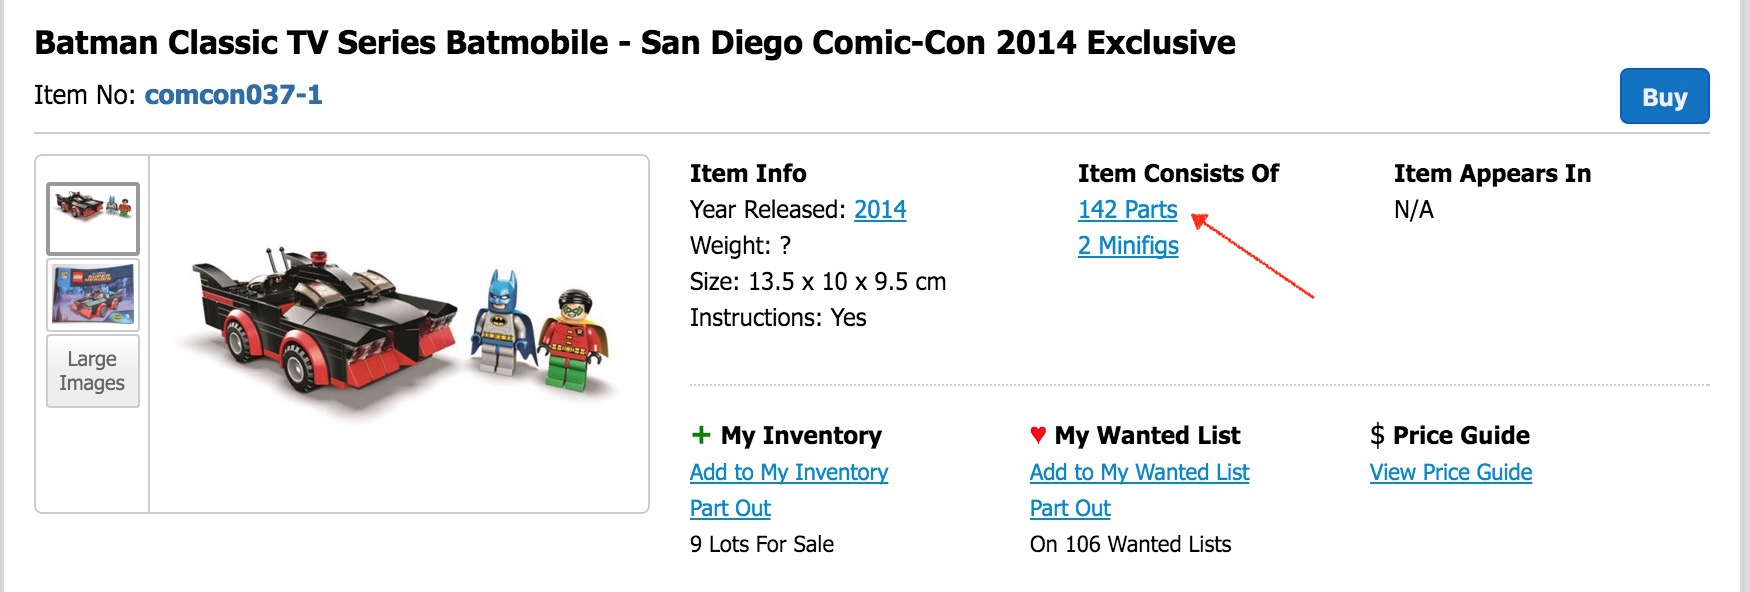 Batman Classic TV Series Batmobile - San Diego Comic-Con 2014 Exclusive
Item No: comcon037-1
Buy
Large
Images
Item Info
Year Released: 2014
Weight: ?
Size: 13.5 x 10 x 9.5 cm
Instructions: Yes
Item Consists Of
142 Parts
2 Minifigs
Item Appears In
N/A
+ My Inventory
Add to My Inventory
Part Out
9 Lots For Sale
♥ My Wanted List
Add to My Wanted List
Part Out
On 106 Wanted Lists
$ Price Guide
View Price Guide